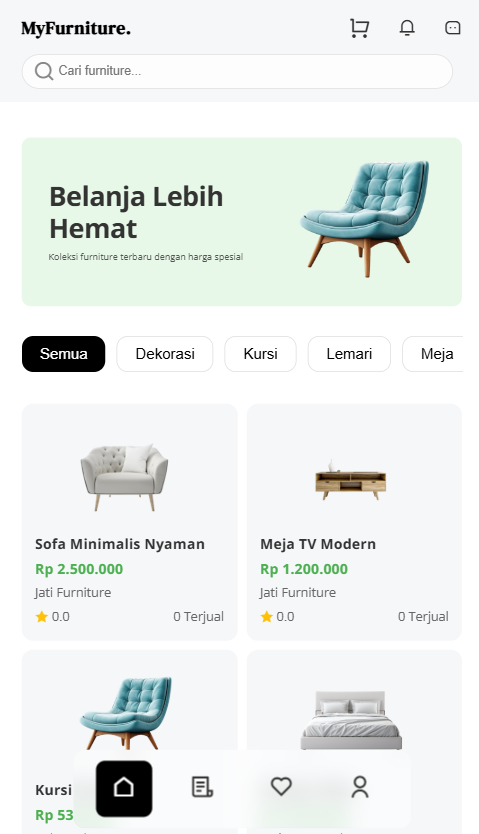 MyFurniture.
Cari furniture...
Belanja Lebih
Hemat
Koleksi furniture terbaru dengan harga spesial
Semua Dekorasi Kursi Lemari Meja
Sofa Minimalis Nyaman
Rp 2.500.000
Jati Furniture
0.0 0 Terjual
Meja TV Modern
Rp 1.200.000
Jati Furniture
0.0 0 Terjual
Kursi
Rp 53